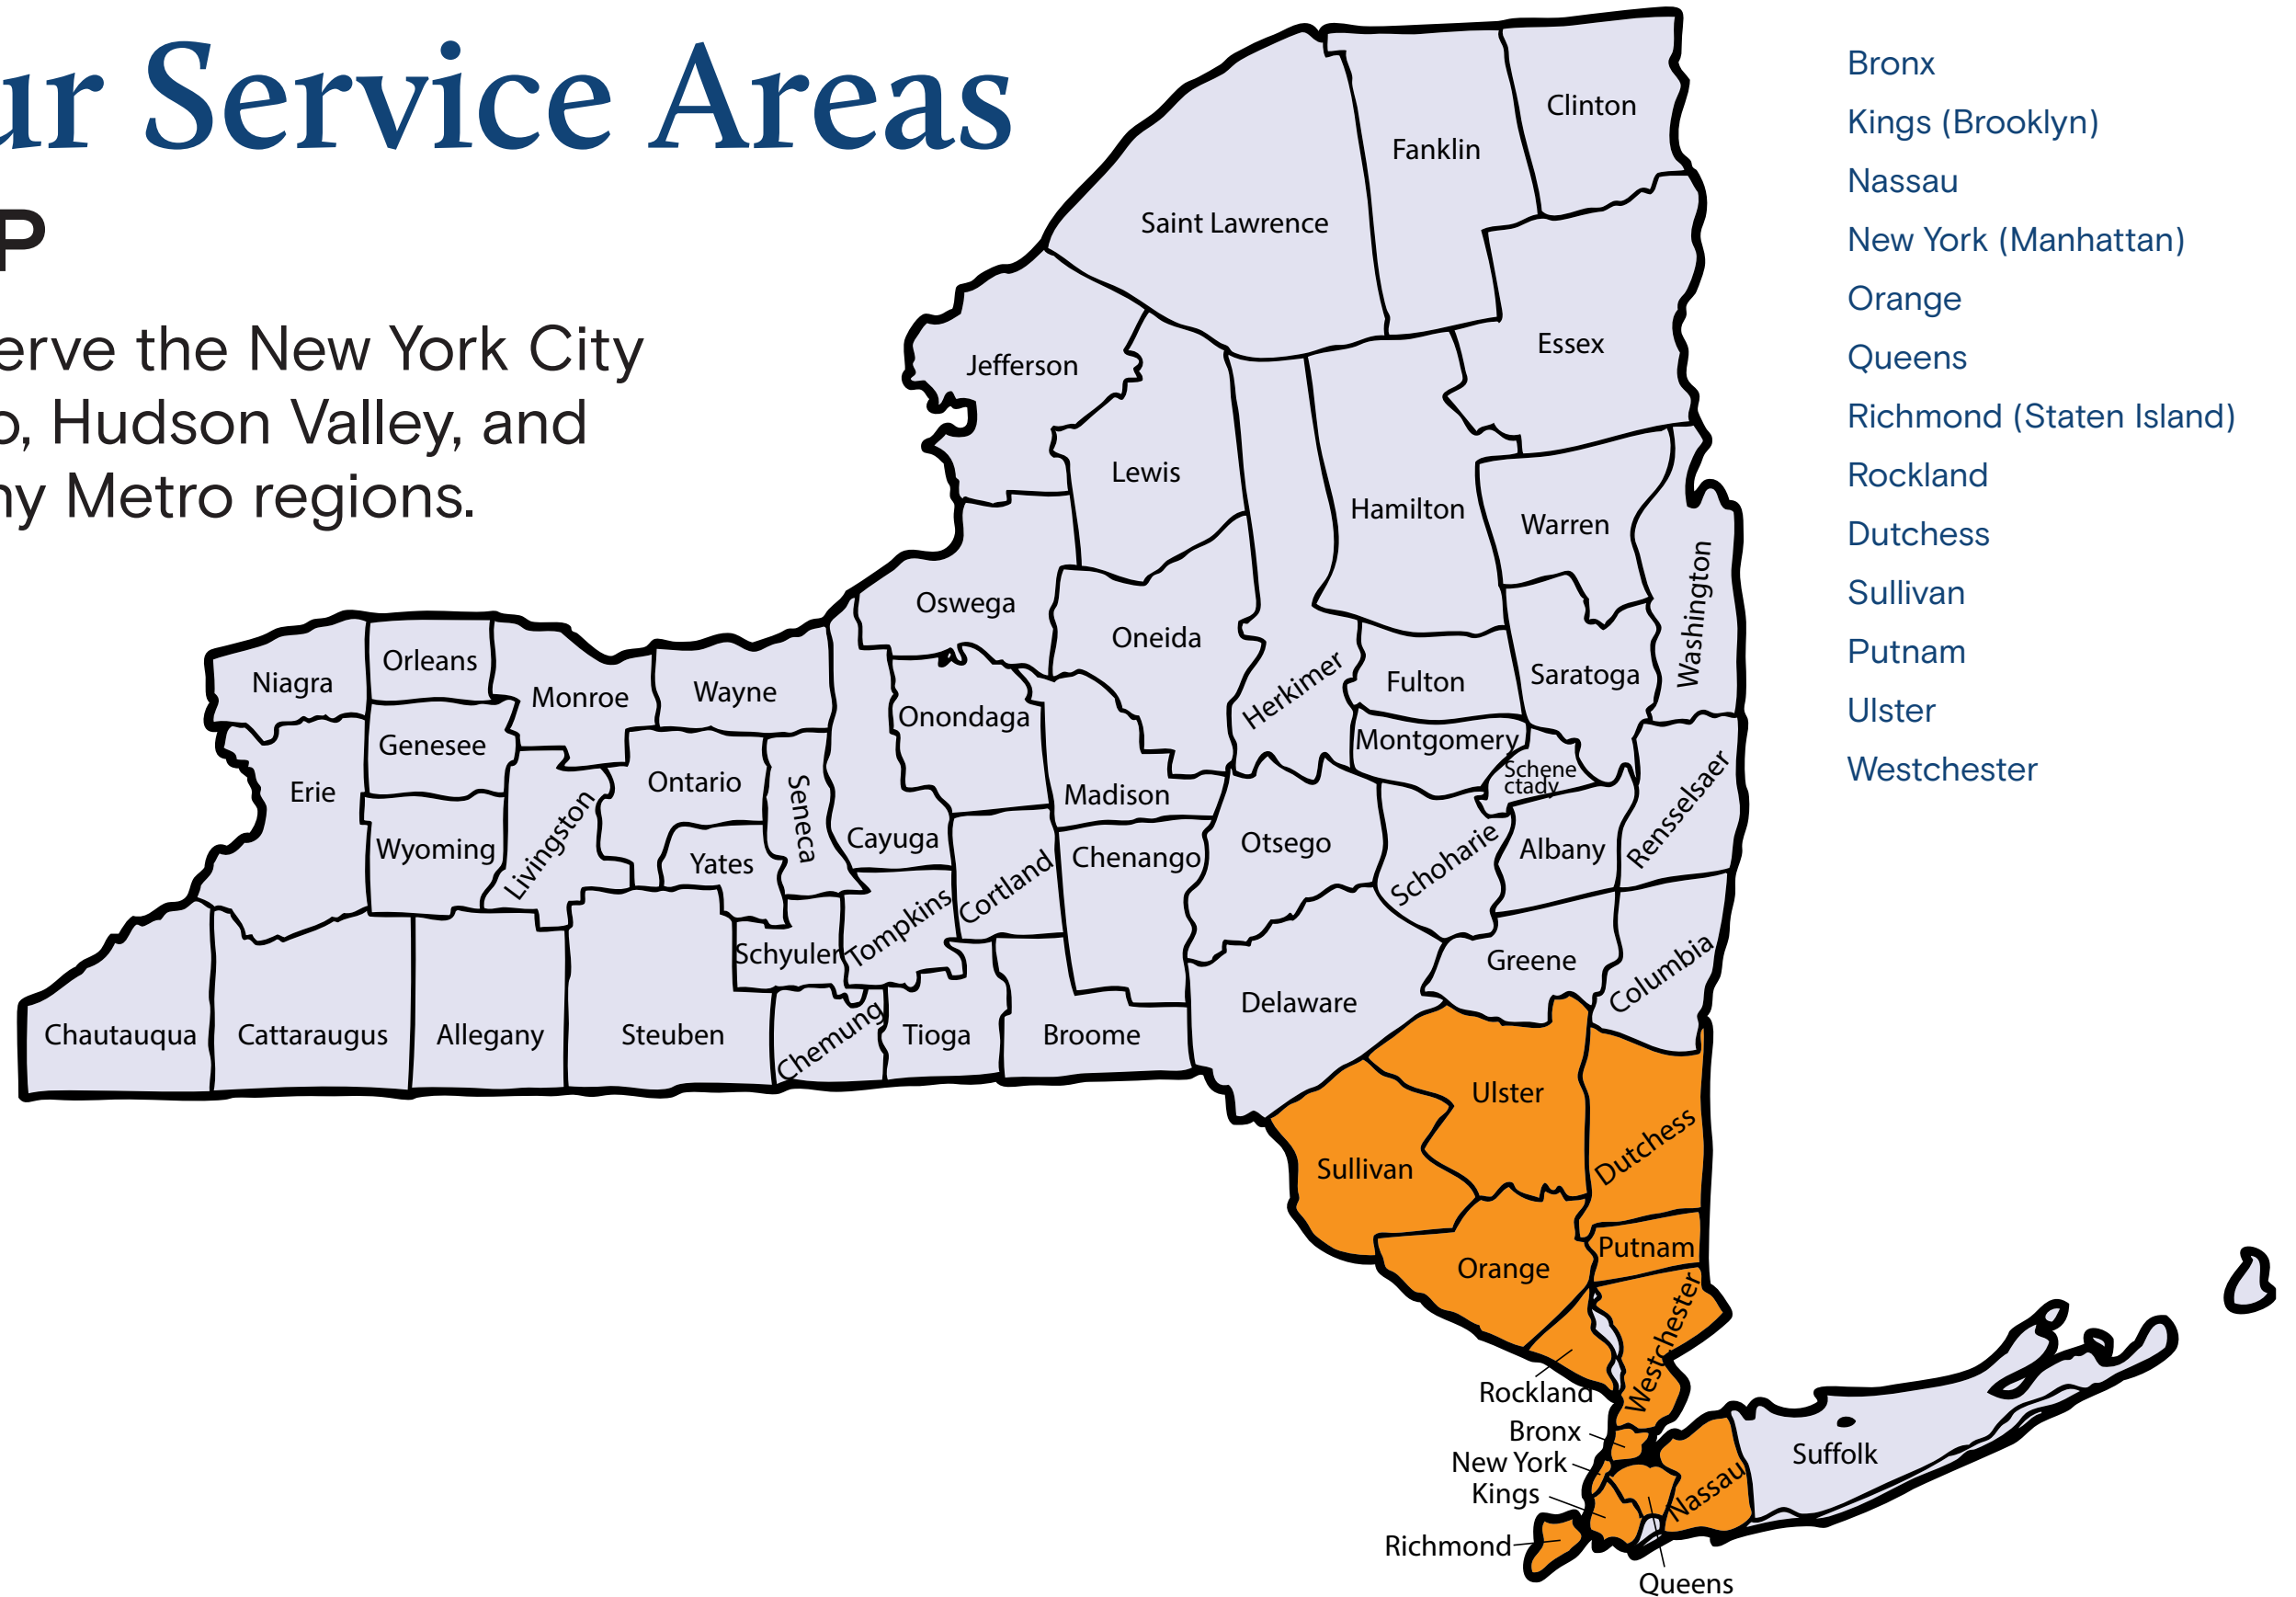 ur Service Areas
P
erve the New York City
o, Hudson Valley, and
ny Metro regions.
Bronx
Kings (Brooklyn)
Nassau
New York (Manhattan)
Orange
Queens
Richmond (Staten Island)
Rockland
Dutchess
Sullivan
Putnam
Ulster
Westchester
Clinton
Fanklin
Saint Lawrence
Essex
Jefferson
Lewis
Hamilton
Warren
Washington
Oswega
Oneida
Herkimer
Fulton
Saratoga
Niagra
Orleans
Monroe
Wayne
Onondaga
Montgomery
Genesee
Schene
ctady
Erie
Ontario
Seneca
Madison
Rensselsaer
Wyoming
Livingston
Yates
Cayuga
Cortland
Chenango
Otsego
Schoharie
Albany
Schyuler
Tompkins
Greene
Columbia
Delaware
Chautauqua
Cattaraugus
Allegany
Steuben
Chemung
Tioga
Broome
Ulster
Dutchess
Sullivan
Putnam
Orange
Westchester
Rockland
Bronx
New York
Kings
Nassau
Suffolk
Richmond
Queens